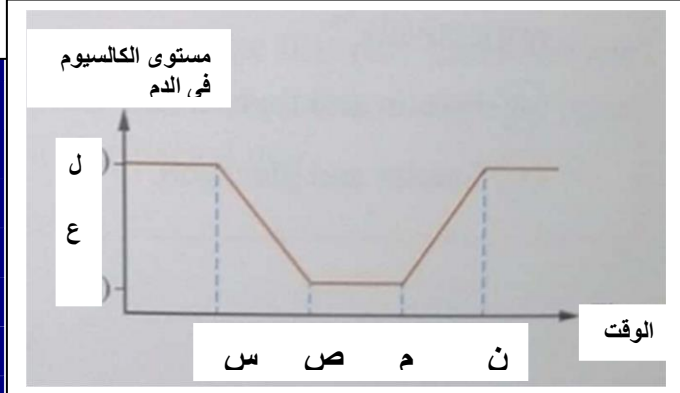 مستوى الكالسيوم
في الدم
ل
ع
الوقت
س ص م ن